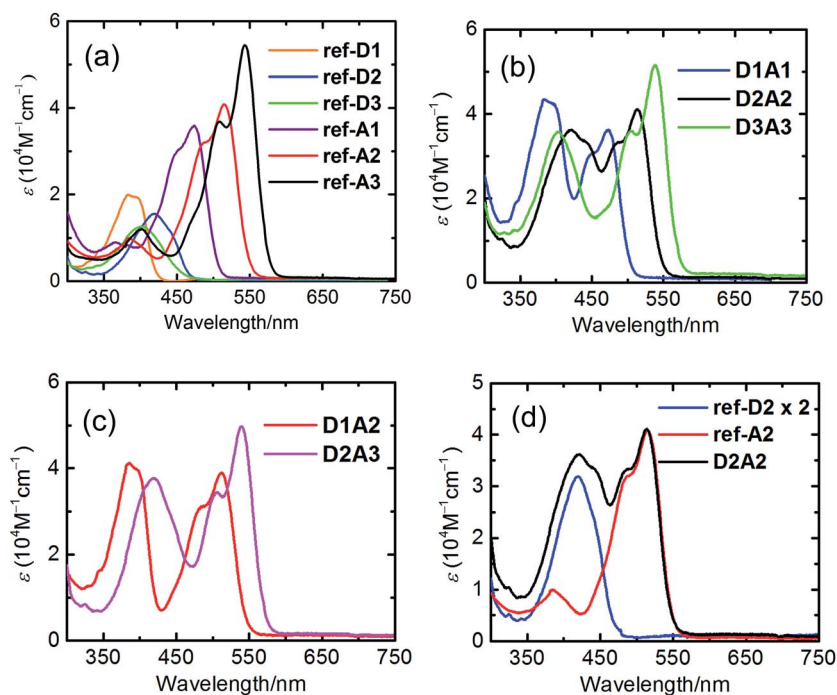 (a)
ref-D1
ref-D2
ref-D3
ref-A1
ref-A2
ref-A3
ε (10⁴M⁻¹cm⁻¹)
6
4
2
0
350 450 550 650 750
Wavelength/nm
(b)
D1A1
D2A2
D3A3
ε (10⁴M⁻¹cm⁻¹)
6
4
2
0
350 450 550 650 750
Wavelength/nm
(c)
D1A2
D2A3
ε (10⁴M⁻¹cm⁻¹)
6
4
2
0
350 450 550 650 750
Wavelength/nm
(d)
ref-D2 x 2
ref-A2
D2A2
ε (10⁴M⁻¹cm⁻¹)
5
4
3
2
1
0
350 450 550 650 750
Wavelength/nm